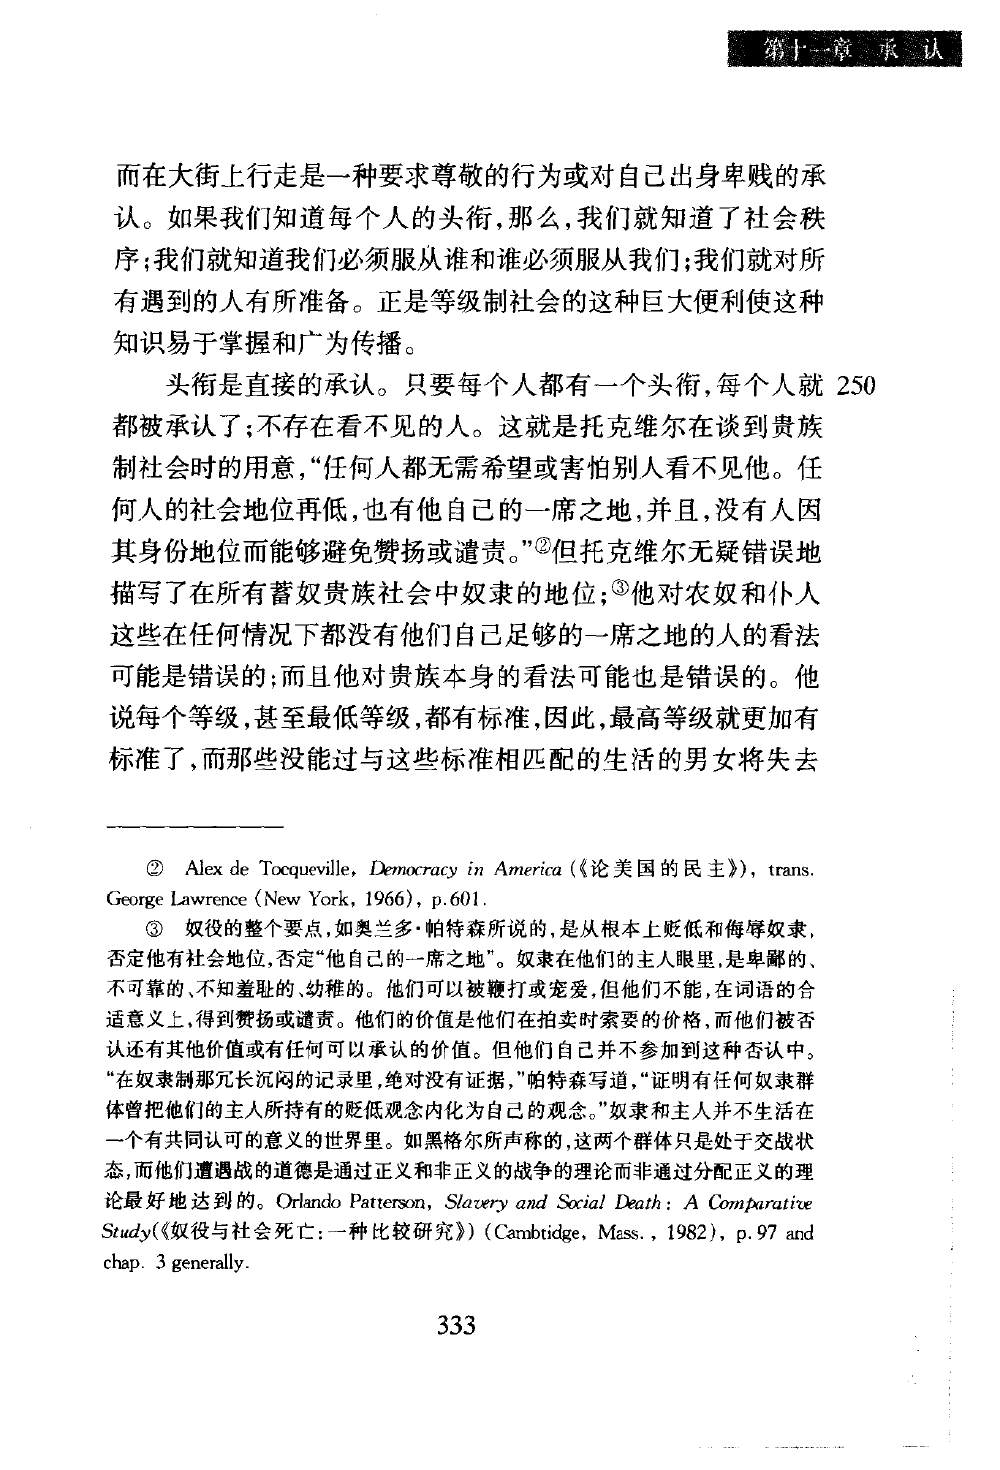 第十一章 承 认
而在大街上行走是一种要求尊敬的行为或对自己出身卑贱的承
认。如果我们知道每个人的头衔,那么,我们就知道了社会秩
序;我们就知道我们必须服从谁和谁必须服从我们;我们就对所
有遇到的人有所准备。正是等级制社会的这种巨大便利使这种
知识易于掌握和广为传播。
头衔是直接的承认。只要每个人都有一个头衔,每个人就 250
都被承认了;不存在看不见的人。这就是托克维尔在谈到贵族
制社会时的用意,“任何人都无需希望或害怕别人看不见他。任
何人的社会地位再低,也有他自己的一席之地,并且,没有人因
其身份地位而能够避免赞扬或谴责。”②但托克维尔无疑错误地
描写了在所有蓄奴贵族社会中奴隶的地位;③他对农奴和仆人
这些在任何情况下都没有他们自己足够的一席之地的人的看法
可能是错误的;而且他对贵族本身的看法可能也是错误的。他
说每个等级,甚至最低等级,都有标准,因此,最高等级就更加有
标准了,而那些没能过与这些标准相匹配的生活的男女将失去
② Alex de Tocqueville, Democracy in America (《论美国的民主》), trans.
George Lawrence (New York, 1966), p.601.
③ 奴役的整个要点,如奥兰多·帕特森所说的,是从根本上贬低和侮辱奴隶,
否定他有社会地位,否定“他自己的一席之地”。奴隶在他们的主人眼里,是卑鄙的、
不可靠的、不知羞耻的、幼稚的。他们可以被鞭打或宠爱,但他们不能,在词语的合
适意义上,得到赞扬或谴责。他们的价值是他们在拍卖时索要的价格,而他们被否
认还有其他价值或有任何可以承认的价值。但他们自己并不参加到这种否认中。
“在奴隶制那冗长沉闷的记录里,绝对没有证据,”帕特森写道,“证明有任何奴隶群
体曾把他们的主人所持有的贬低观念内化为自己的观念。”奴隶和主人并不生活在
一个有共同认可的意义的世界里。如黑格尔所声称的,这两个群体只是处于交战状
态,而他们遭遇战的道德是通过正义和非正义的战争的理论而非通过分配正义的理
论最好地达到的。Orlando Patterson, Slavery and Social Death: A Comparative
Study(《奴役与社会死亡:一种比较研究》) (Cambtidge, Mass., 1982), p.97 and
chap. 3 generally.
333